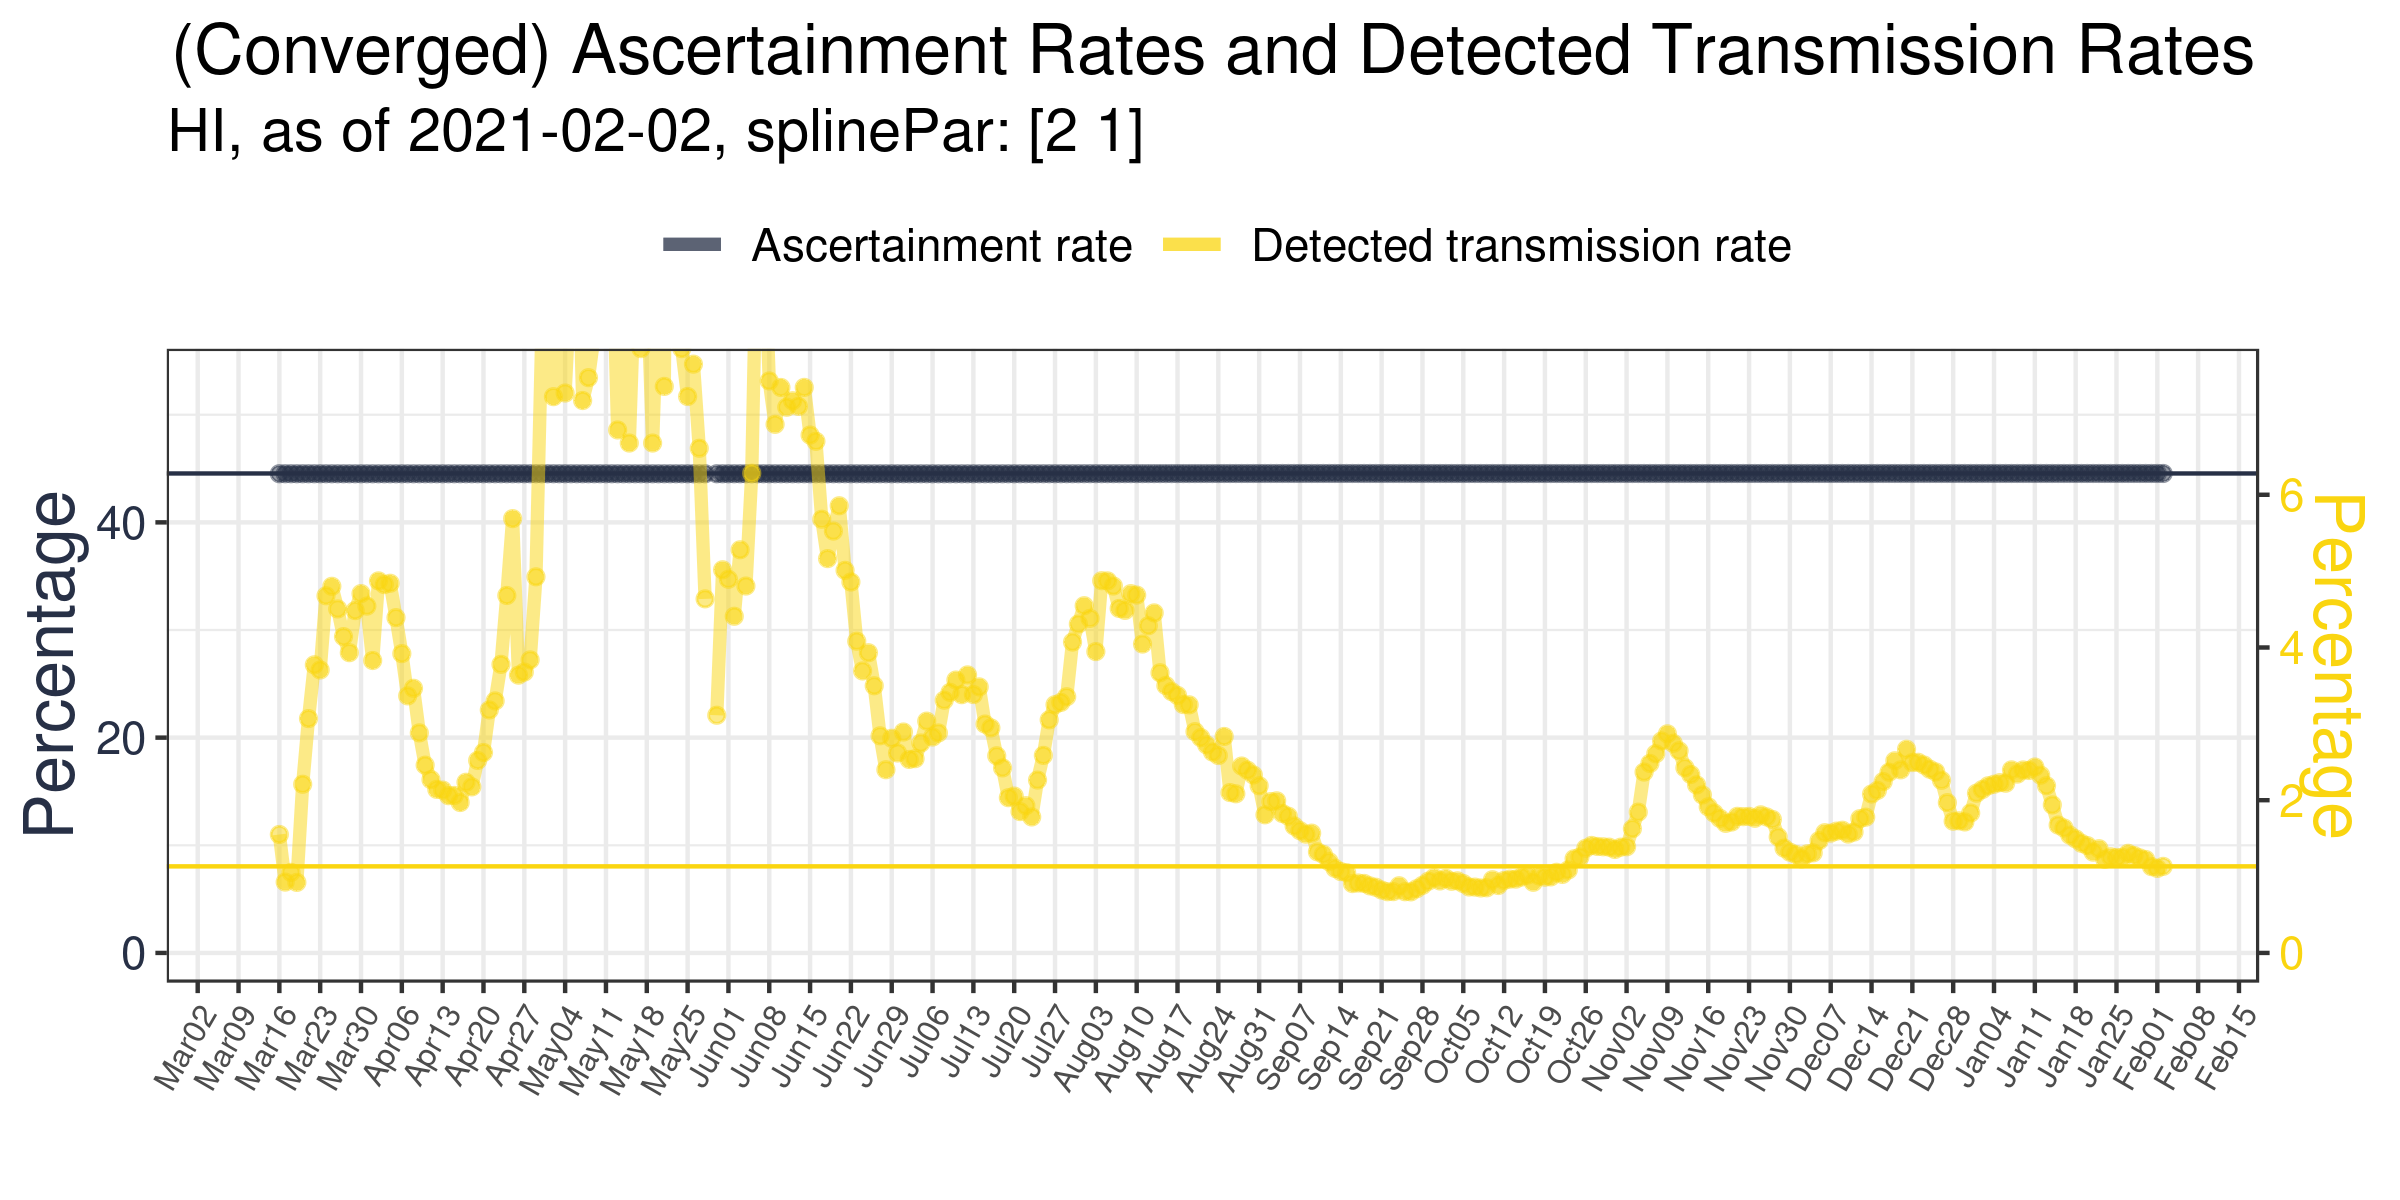 (Converged) Ascertainment Rates and Detected Transmission Rates
HI, as of 2021-02-02, splinePar: [2 1]
Ascertainment rate Detected transmission rate
Percentage
40
20
0
6
4
2
0
Percentage
Mar02 Mar09 Mar16 Mar23 Mar30 Apr06 Apr13 Apr20 Apr27 May04 May11 May18 May25 Jun01 Jun08 Jun15 Jun22 Jun29 Jul06 Jul13 Jul20 Jul27 Aug03 Aug10 Aug17 Aug24 Aug31 Sep07 Sep14 Sep21 Sep28 Oct05 Oct12 Oct19 Oct26 Nov02 Nov09 Nov16 Nov23 Nov30 Dec07 Dec14 Dec21 Dec28 Jan04 Jan11 Jan18 Jan25 Feb01 Feb08 Feb15